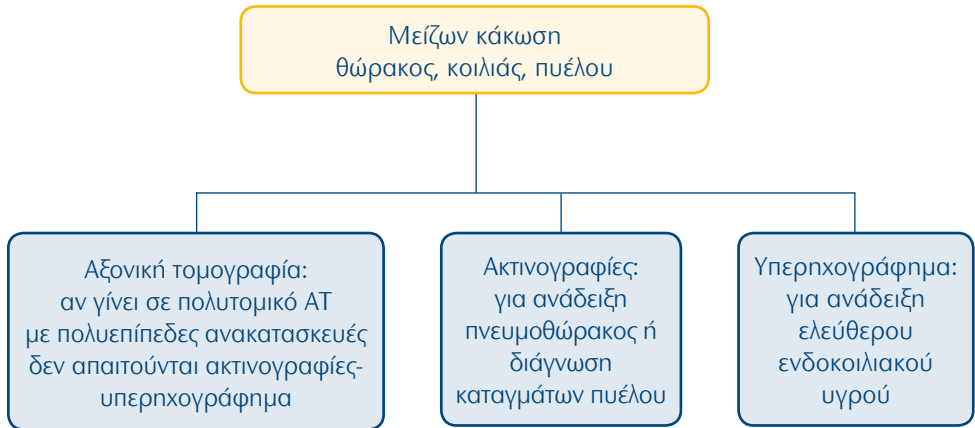 Μείζων κάκωση
θώρακος, κοιλιάς, πυέλου
Αξονική τομογραφία:
αν γίνει σε πολυτομικό ΑΤ
με πολυεπίπεδες ανακατασκευές
δεν απαιτούνται ακτινογραφίες-
υπερηχογράφημα
Ακτινογραφίες:
για ανάδειξη
πνευμοθώρακος ή
διάγνωση
καταγμάτων πυέλου
Υπερηχογράφημα:
για ανάδειξη
ελεύθερου
ενδοκοιλιακού
υγρού